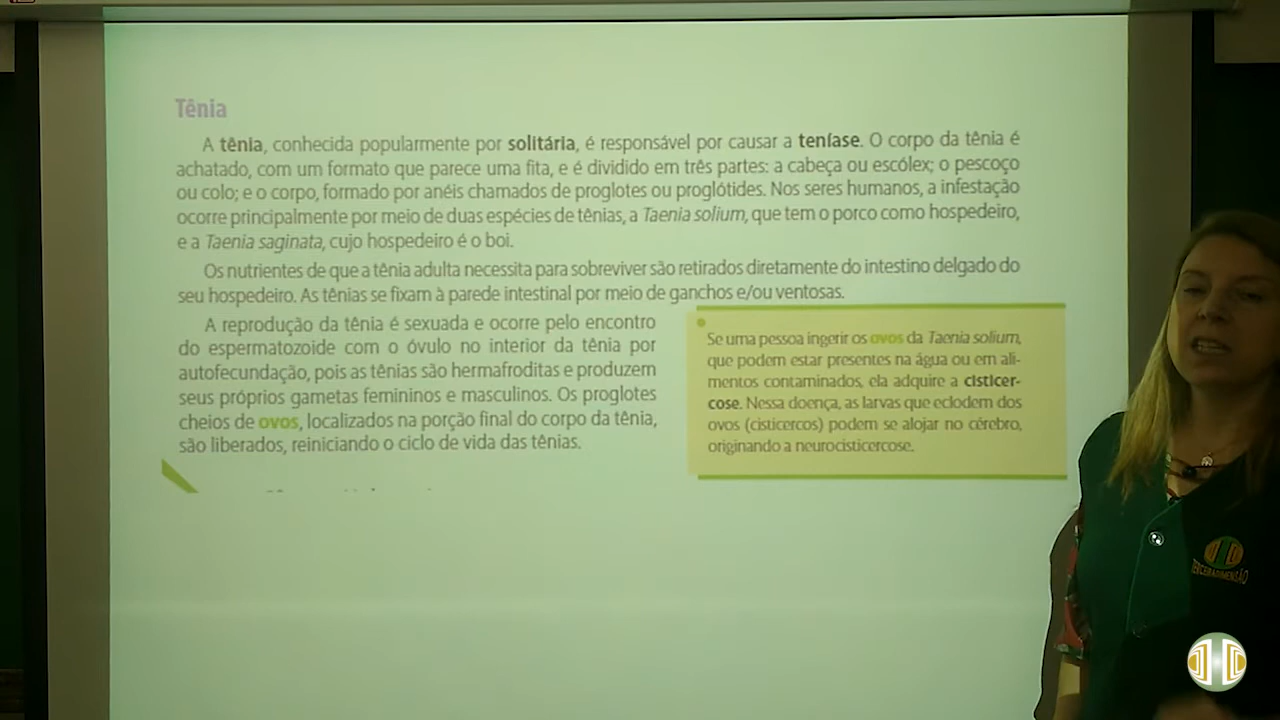 Tênia
A tênia, conhecida popularmente por solitária, é responsável por causar a teníase. O corpo da tênia é
achatado, com um formato que parece uma fita, e é dividido em três partes: a cabeça ou escólex; o pescoço
ou colo; e o corpo, formado por anéis chamados de proglotes ou proglótides. Nos seres humanos, a infestação
ocorre principalmente por meio de duas espécies de tênias, a Taenia solium, que tem o porco como hospedeiro,
e a Taenia saginata, cujo hospedeiro é o boi.
Os nutrientes de que a tênia adulta necessita para sobreviver são retirados diretamente do intestino delgado do
seu hospedeiro. As tênias se fixam à parede intestinal por meio de ganchos e/ou ventosas.
A reprodução da tênia é sexuada e ocorre pelo encontro
do espermatozoide com o óvulo no interior da tênia por
autofecundação, pois as tênias são hermafroditas e produzem
seus próprios gametas femininos e masculinos. Os proglotes
cheios de ovos, localizados na porção final do corpo da tênia,
são liberados, reiniciando o ciclo de vida das tênias.
Se uma pessoa ingerir os ovos da Taenia solium,
que podem estar presentes na água ou em ali-
mentos contaminados, ela adquire a cisticer-
cose. Nessa doença, as larvas que eclodem dos
ovos (cisticercos) podem se alojar no cérebro,
originando a neurocisticercose.
TERCEIRA DIMENSÃO